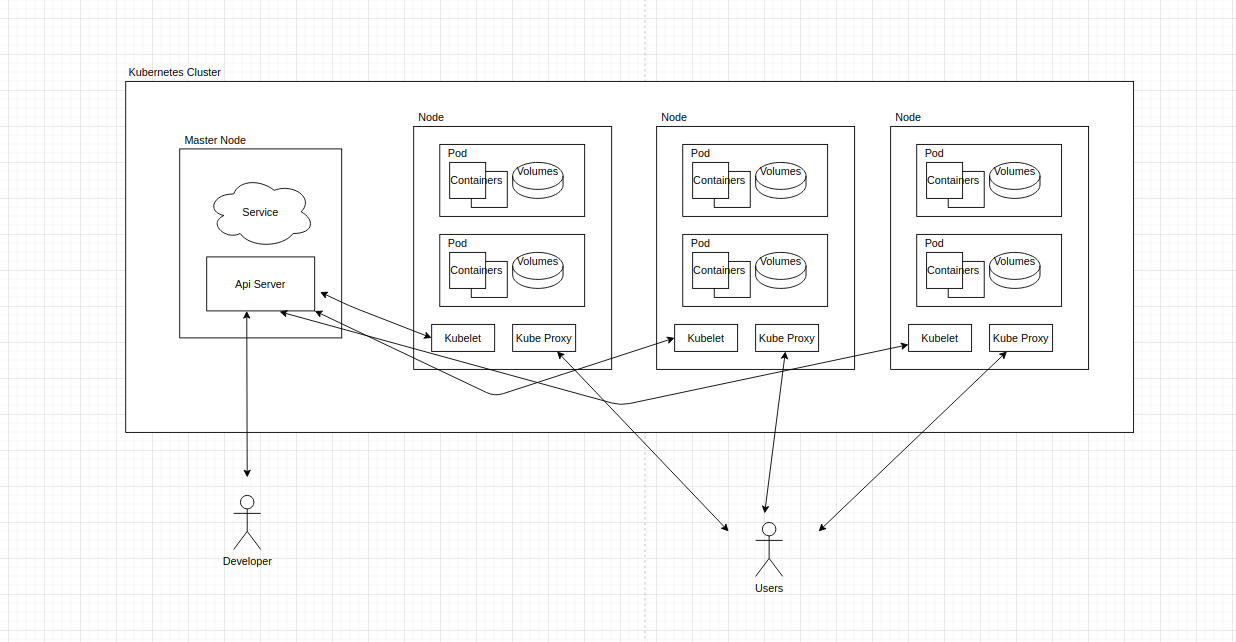 Kubernetes Cluster
Master Node
Service
Api Server
Node
Pod
Containers
Volumes
Pod
Containers
Volumes
Kubelet
Kube Proxy
Node
Pod
Containers
Volumes
Pod
Containers
Volumes
Kubelet
Kube Proxy
Node
Pod
Containers
Volumes
Pod
Containers
Volumes
Kubelet
Kube Proxy
Developer
Users